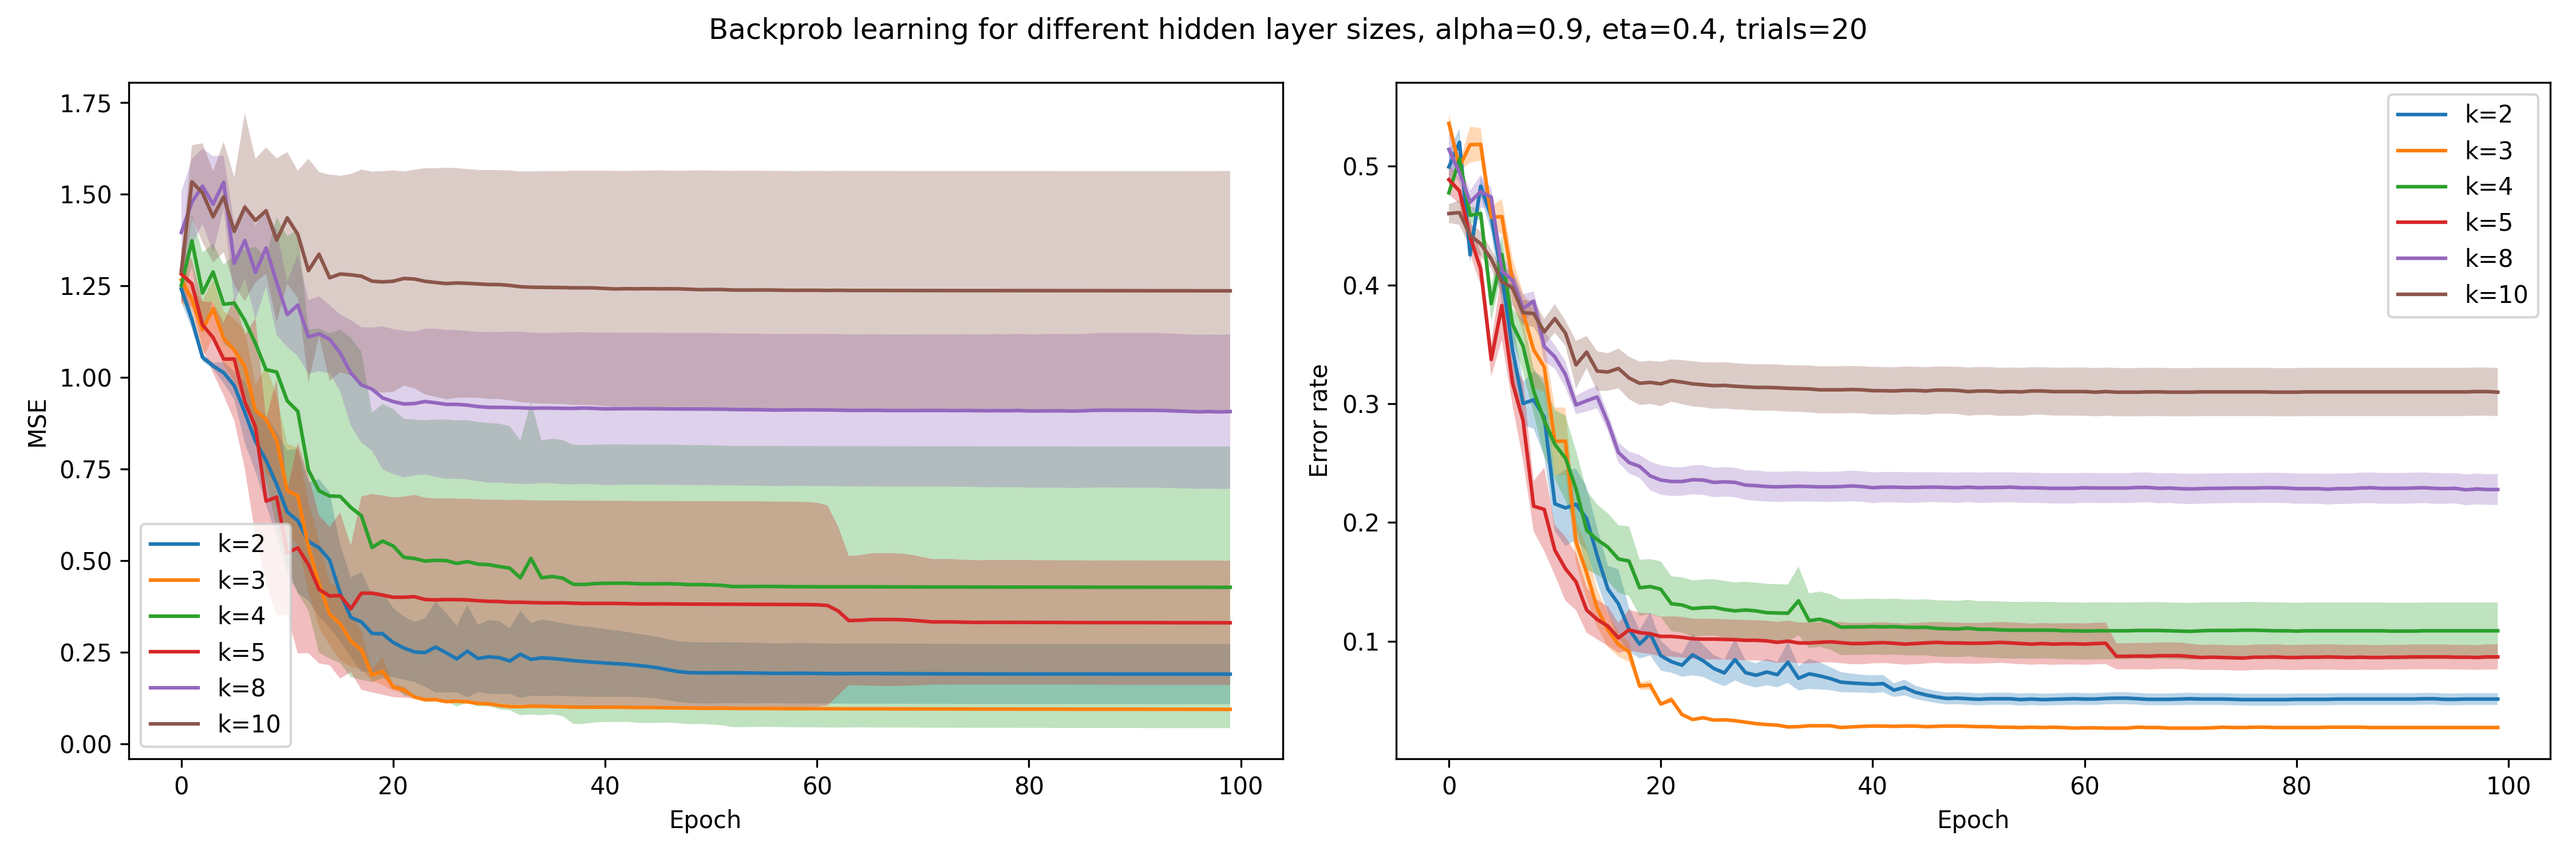 Backprob learning for different hidden layer sizes, alpha=0.9, eta=0.4, trials=20
MSE
1.75
1.50
1.25
1.00
0.75
0.50
0.25
0.00
k=2
k=3
k=4
k=5
k=8
k=10
0 20 40 60 80 100
Epoch
Error rate
0.5
0.4
0.3
0.2
0.1
k=2
k=3
k=4
k=5
k=8
k=10
0 20 40 60 80 100
Epoch